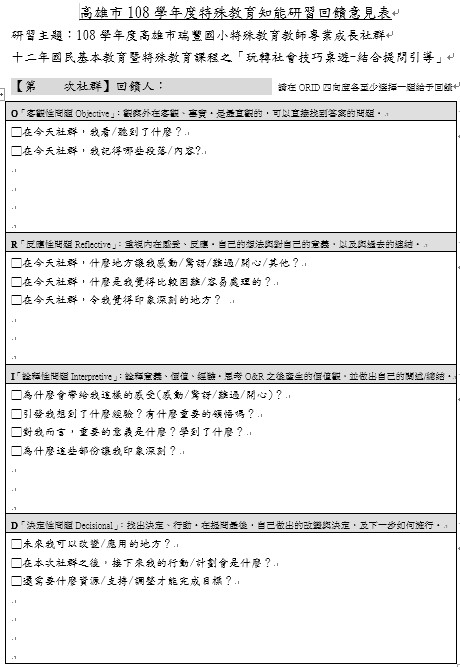 高雄市 108 學年度特殊教育知能研習回饋意見表
研習主題：108 學年度高雄市瑞豐國小特殊教育教師專業成長社群
十二年國民基本教育暨特殊教育課程之「玩轉社會技巧桌遊-結合提問引導」
【第　　次社群】回饋人：　　請在 ORID 四向度各至少選擇一題給予回饋
O「客觀性問題 Objective」：觀察外在客觀、事實，是最直觀的，可以直接找到答案的問題。
□在今天社群，我看/聽到了什麼？
□在今天社群，我記得哪些段落/內容?
R「反應性問題 Reflective」：重視內在感受、反應。自己的想法與對自己的意義，以及與過去的連結。
□在今天社群，什麼地方讓我感動/驚訝/難過/開心/其他？
□在今天社群，什麼是我覺得比較困難/容易處理的？
□在今天社群，令我覺得印象深刻的地方？
I「詮釋性問題 Interpretive」：詮釋意義、價值、經驗。思考 O&R 之後產生的價值觀，並做出自己的闡述/總結。
□為什麼會帶給我這樣的感受(感動/驚訝/難過/開心)？
□引發我想到了什麼經驗？有什麼重要的領悟嗎？
□對我而言，重要的意義是什麼？學到了什麼？
□為什麼這些部份讓我印象深刻？
D「決定性問題 Decisional」：找出決定、行動。在提問最後，自己做出的改變與決定，及下一步如何施行。
□未來我可以改變/應用的地方？
□在本次社群之後，接下來我的行動/計劃會是什麼？
□還需要什麼資源/支持/調整才能完成目標？